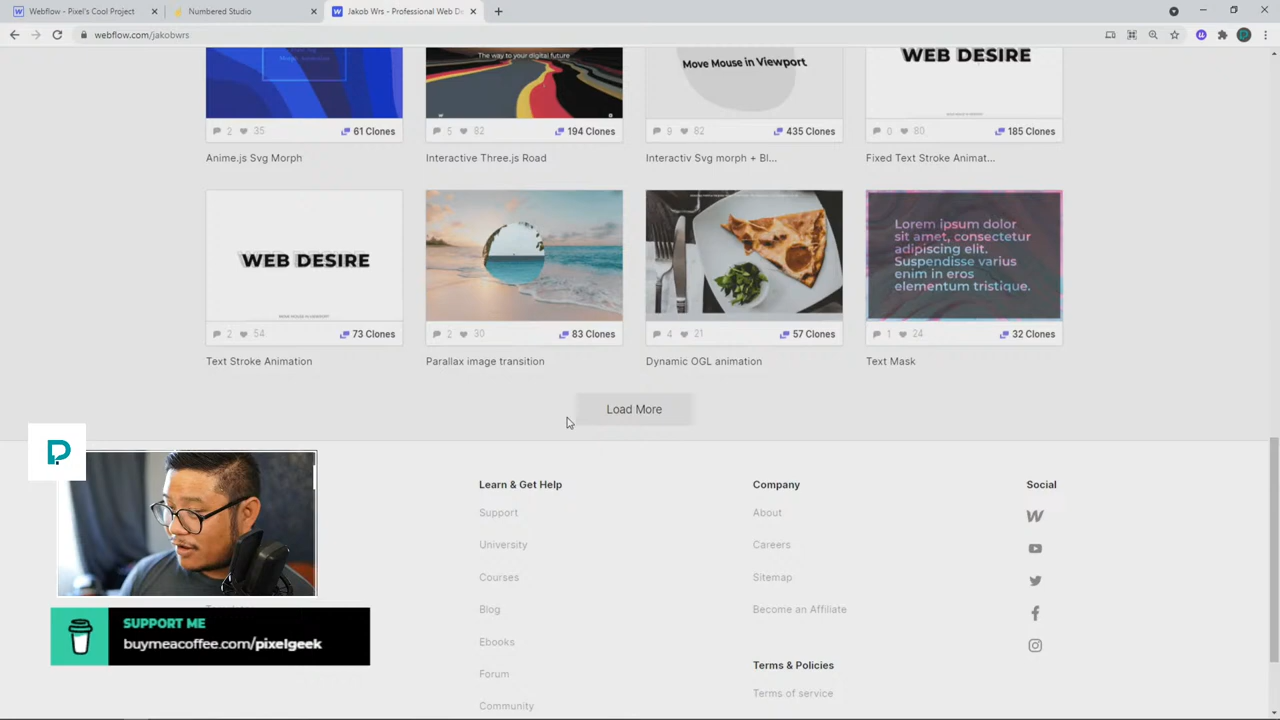 Webflow - Pixel's Cool Project
Numbered Studio
Jakob Wrs - Professional Web De
webflow.com/jakobwrs
The way to your digital future
Move Mouse in Viewport
WEB DESIRE
2 35 61 Clones
5 92 194 Clones
9 82 435 Clones
0 80 185 Clones
Anime.js Svg Morph
Interactive Three.js Road
Interactiv Svg morph + Bl...
Fixed Text Stroke Animat...
WEB DESIRE
Lorem ipsum dolor
sit amet, consectetur
adipiscing elit.
Suspendisse varius
enim in eros
elementum tristique.
2 54 73 Clones
2 30 83 Clones
4 21 57 Clones
1 24 32 Clones
Text Stroke Animation
Parallax image transition
Dynamic OGL animation
Text Mask
Load More
Learn & Get Help
Support
University
Courses
Blog
Ebooks
Forum
Community
Company
About
Careers
Sitemap
Become an Affiliate
Terms & Policies
Terms of service
Social
SUPPORT ME
buymeacoffee.com/pixelgeek